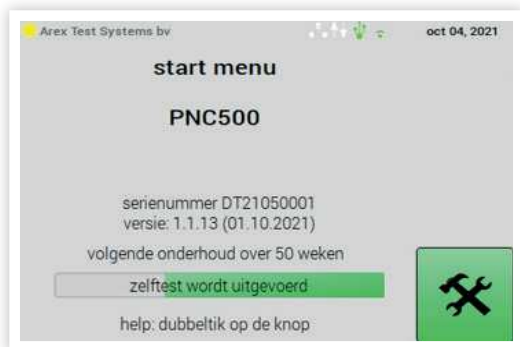 Arex Test Systems bv oct 04, 2021
start menu
PNC500
serienummer DT21050001
versie: 1.1.13 (01.10.2021)
volgende onderhoud over 50 weken
zelftest wordt uitgevoerd
help: dubbeltik op de knop